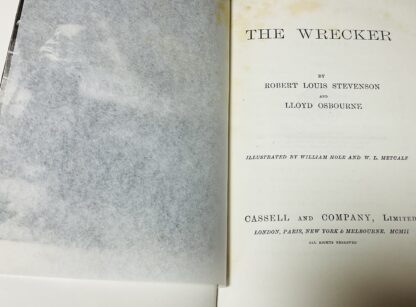 THE WRECKER
BY
ROBERT LOUIS STEVENSON
AND
LLOYD OSBOURNE
ILLUSTRATED BY WILLIAM HOLE AND W. L. METCALF
CASSELL AND COMPANY, LIMITED
LONDON, PARIS, NEW YORK & MELBOURNE. MCMII
ALL RIGHTS RESERVED